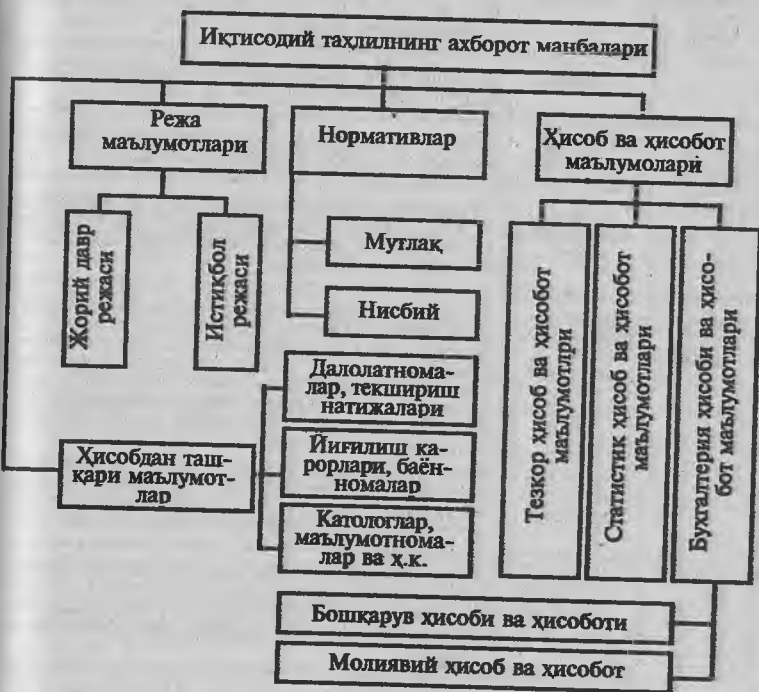 Иқтисодий таҳлилнинг ахборот манбалари
Режа
маълумотлари
Нормативлар
Ҳисоб ва ҳисобот
маълумолари
Жорий давр
режаси
Истиқбол
режаси
Мутлақ
Нисбий
Тезкор ҳисоб ва ҳисобот
маълумотлри
Статистик ҳисоб ва ҳисобот
маълумотлари
Бухгалтерия ҳисоби ва ҳисо-
бот маълумотлари
Далолатнома-
лар, текшириш
натижалари
Ҳисобдан таш-
қари маълумот-
лар
Йиғилиш ка-
рорлари, баён-
номалар
Катологлар,
маълумотнома-
лар ва ҳ.к.
Бошқарув ҳисоби ва ҳисоботи
Молиявий ҳисоб ва ҳисобот